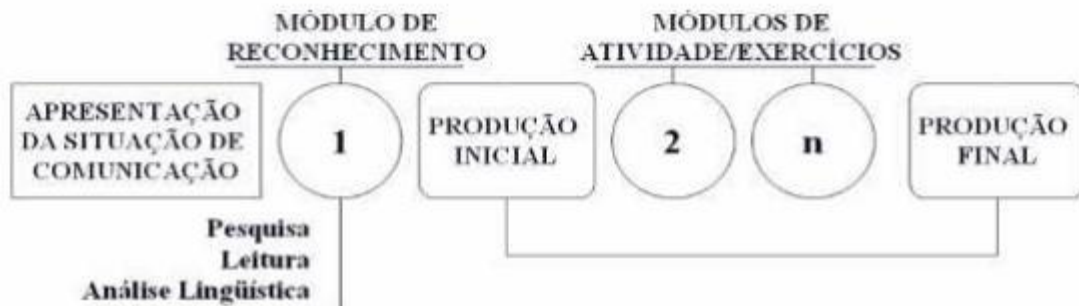 MÓDULO DE
RECONHECIMENTO
MÓDULOS DE
ATIVIDADE/EXERCÍCIOS
APRESENTAÇÃO
DA SITUAÇÃO DE
COMUNICAÇÃO
1
PRODUÇÃO
INICIAL
2
n
PRODUÇÃO
FINAL
Pesquisa
Leitura
Análise Lingüística